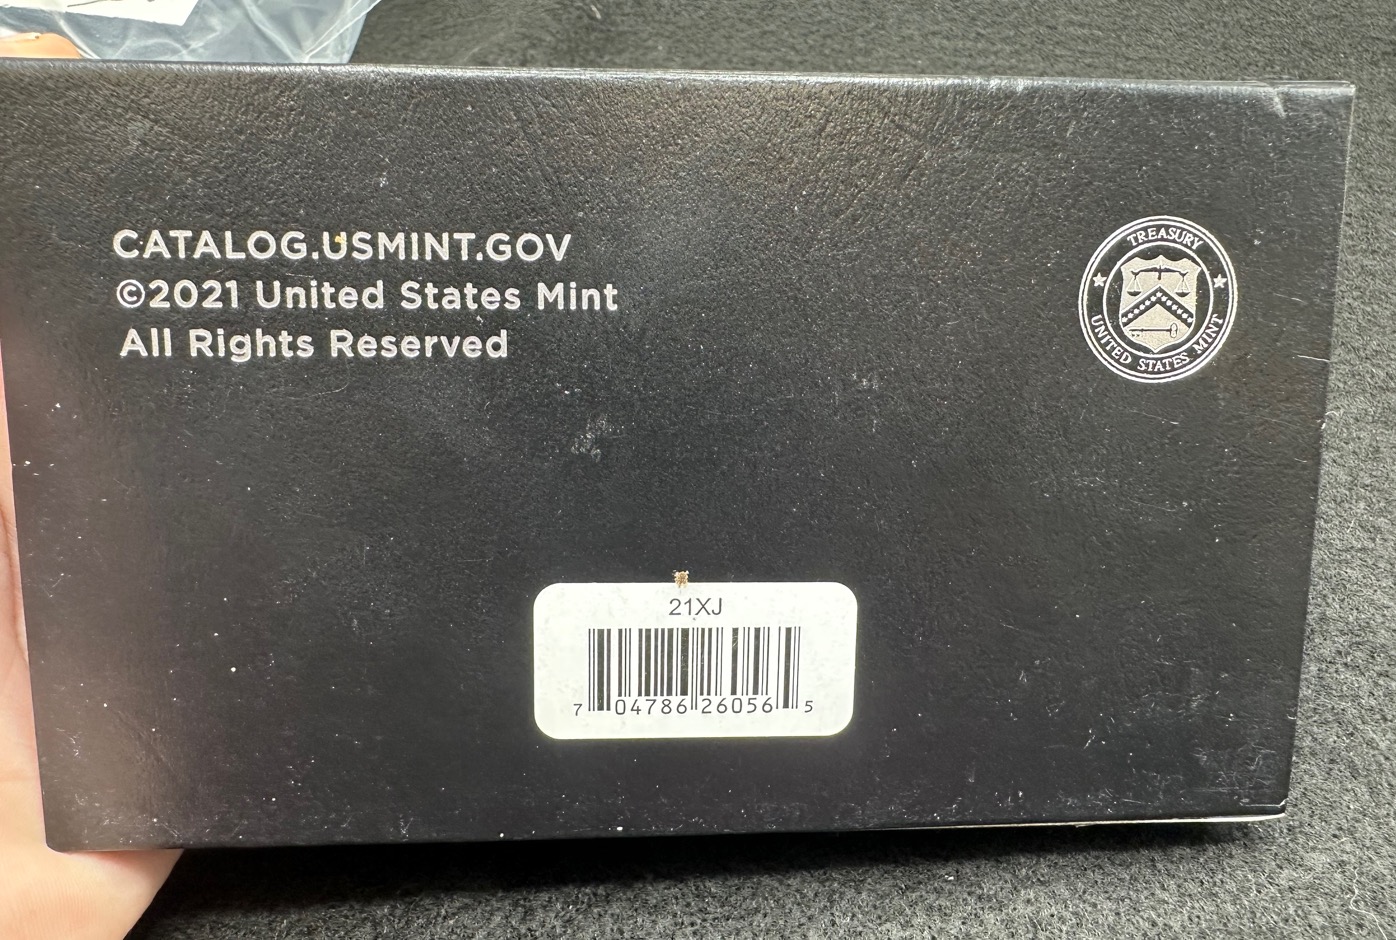 CATALOG.USMINT.GOV
©2021 United States Mint
All Rights Reserved
TREASURY
UNITED STATES MINT
21XJ
7 04786 26056 5